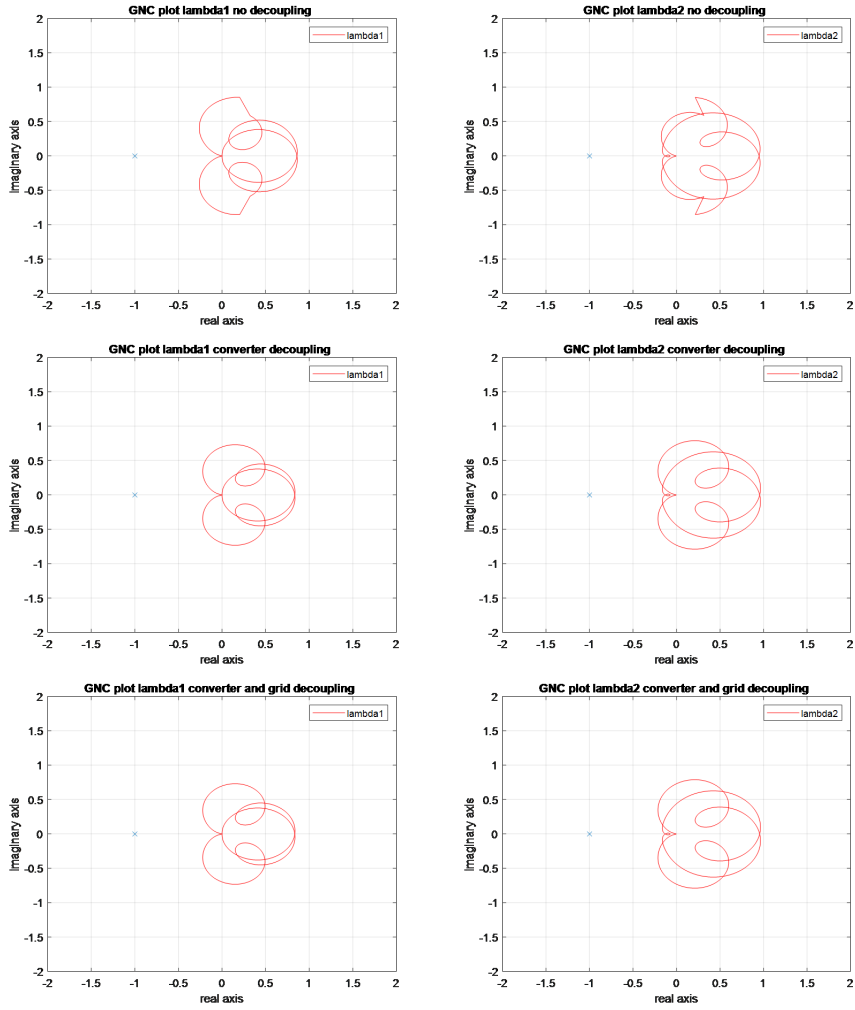 GNC plot lambda1 no decoupling
lambda1
2
1.5
1
0.5
0
-0.5
-1
-1.5
-2
Imaginary axis
-2 -1.5 -1 -0.5 0 0.5 1 1.5 2
real axis
GNC plot lambda2 no decoupling
lambda2
2
1.5
1
0.5
0
-0.5
-1
-1.5
-2
Imaginary axis
-2 -1.5 -1 -0.5 0 0.5 1 1.5 2
real axis
GNC plot lambda1 converter decoupling
lambda1
2
1.5
1
0.5
0
-0.5
-1
-1.5
-2
Imaginary axis
-2 -1.5 -1 -0.5 0 0.5 1 1.5 2
real axis
GNC plot lambda2 converter decoupling
lambda2
2
1.5
1
0.5
0
-0.5
-1
-1.5
-2
Imaginary axis
-2 -1.5 -1 -0.5 0 0.5 1 1.5 2
real axis
GNC plot lambda1 converter and grid decoupling
lambda1
2
1.5
1
0.5
0
-0.5
-1
-1.5
-2
Imaginary axis
-2 -1.5 -1 -0.5 0 0.5 1 1.5 2
real axis
GNC plot lambda2 converter and grid decoupling
lambda2
2
1.5
1
0.5
0
-0.5
-1
-1.5
-2
Imaginary axis
-2 -1.5 -1 -0.5 0 0.5 1 1.5 2
real axis